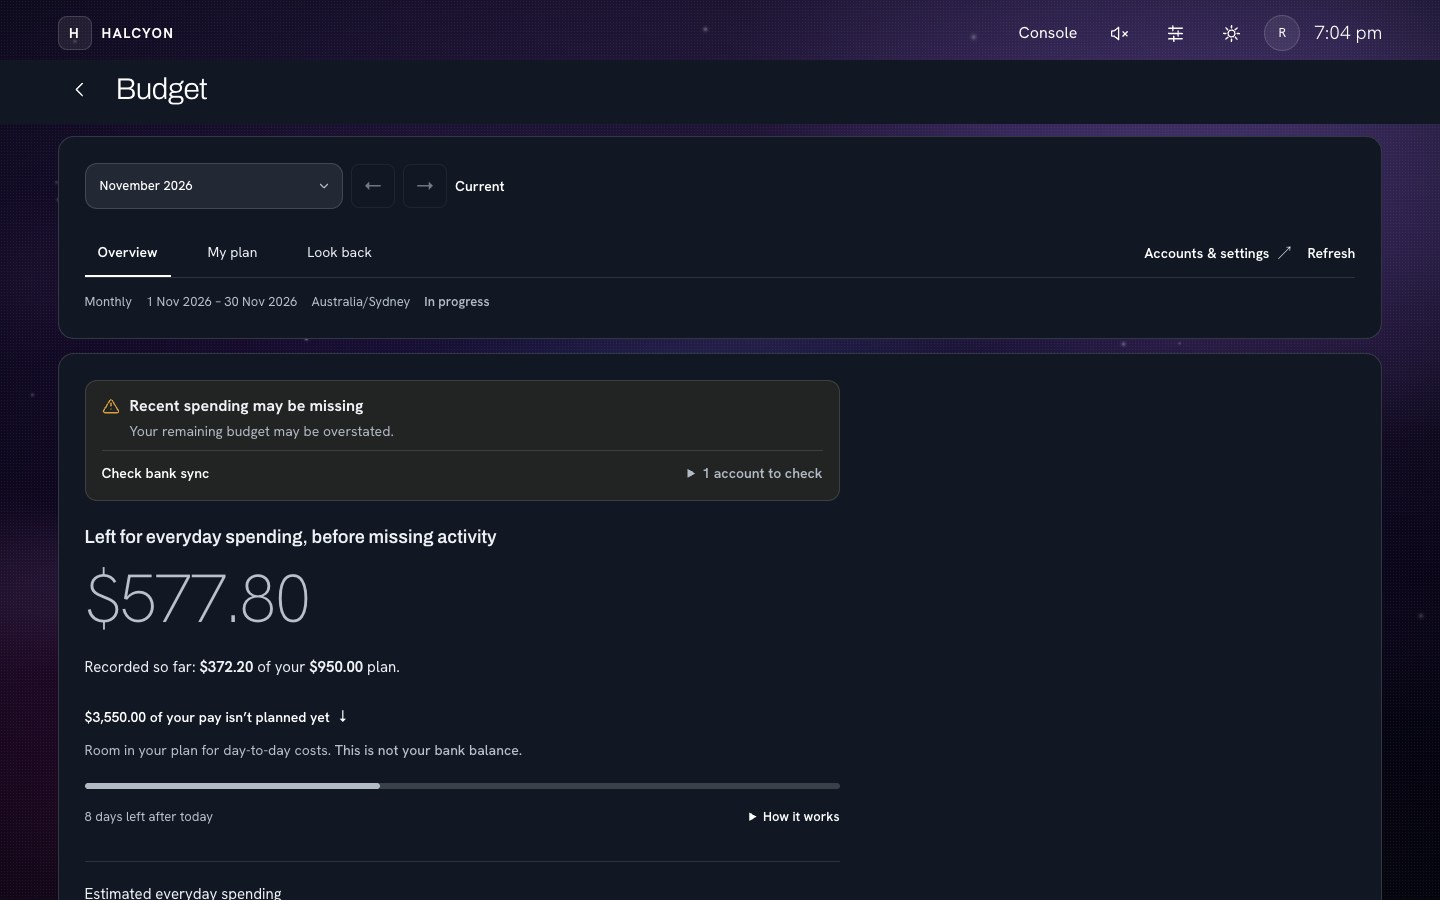 H HALCYON Console R 7:04 pm
Budget
November 2026 ← → Current
Overview My plan Look back Accounts & settings ↗ Refresh
Monthly 1 Nov 2026 – 30 Nov 2026 Australia/Sydney In progress
Recent spending may be missing
Your remaining budget may be overstated.
Check bank sync ▶ 1 account to check
Left for everyday spending, before missing activity
$577.80
Recorded so far: $372.20 of your $950.00 plan.
$3,550.00 of your pay isn’t planned yet ↓
Room in your plan for day-to-day costs. This is not your bank balance.
8 days left after today ▶ How it works
Estimated everyday spending